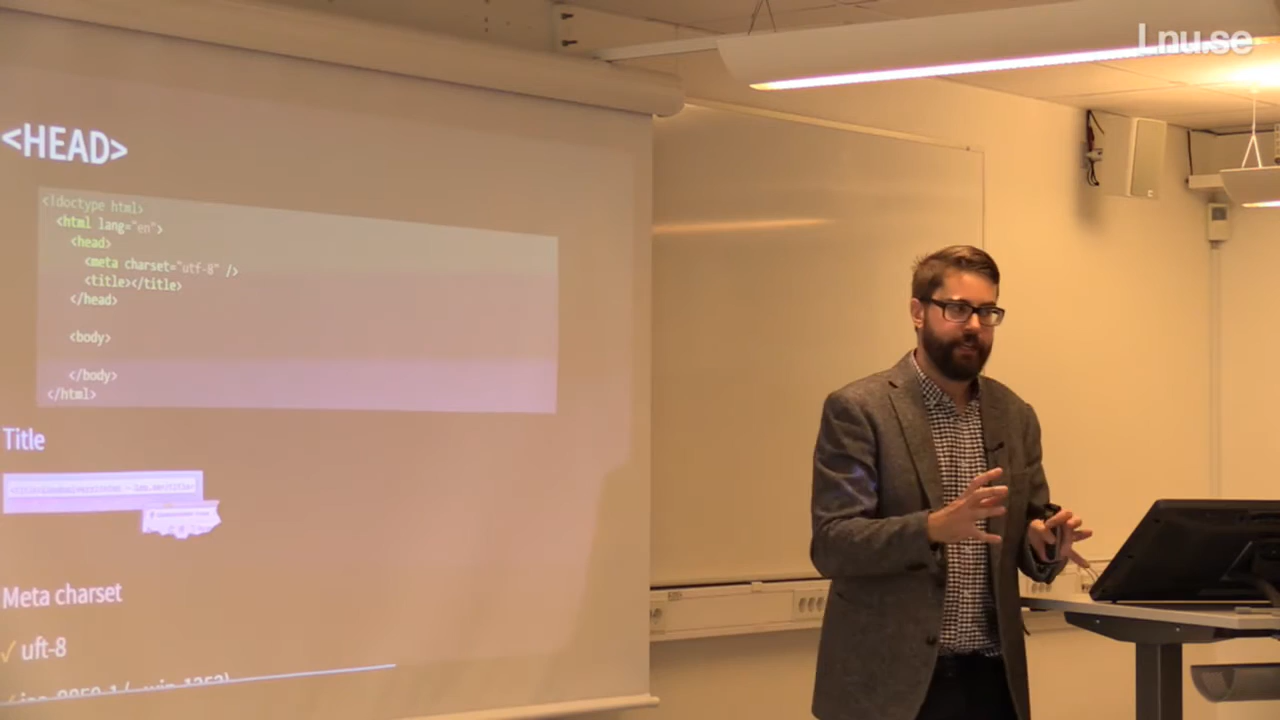 Lnu.se
<HEAD>
<!doctype html>
<html lang="en">
<head>
<meta charset="utf-8" />
<title></title>
</head>
<body>
</body>
</html>
Title
Meta charset
✓ uft-8